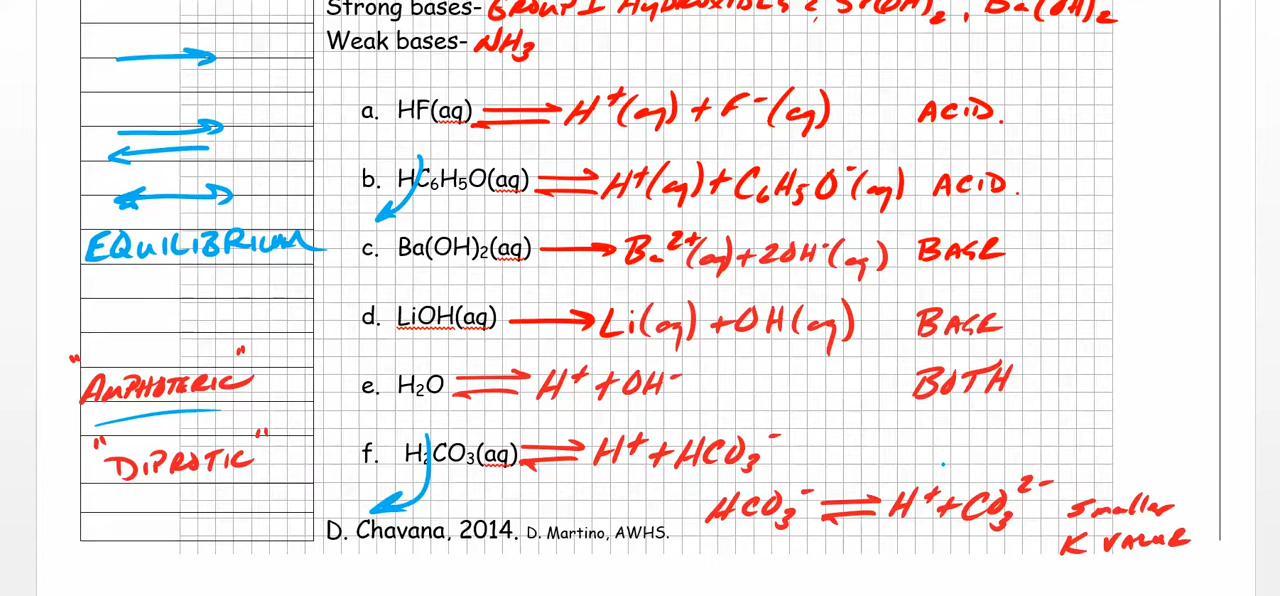 Strong bases- GROUP I HYDROXIDES & Sr(OH)₂, Ba(OH)₂
Weak bases- NH₃
a. HF(aq) ⇌ H⁺(aq) + F⁻(aq) ACID.
b. HC₆H₅O(aq) ⇌ H⁺(aq) + C₆H₅O⁻(aq) ACID.
EQUILIBRIUM
c. Ba(OH)₂(aq) → Ba²⁺(aq) + 2OH⁻(aq) BASE
d. LiOH(aq) → Li(aq) + OH(aq) BASE
"AMPHOTERIC"
e. H₂O ⇌ H⁺ + OH⁻ BOTH
"DIPROTIC"
f. H₂CO₃(aq) ⇌ H⁺ + HCO₃⁻
HCO₃⁻ ⇌ H⁺ + CO₃²⁻ smaller
K VALUE
D. Chavana, 2014. D. Martino, AWHS.